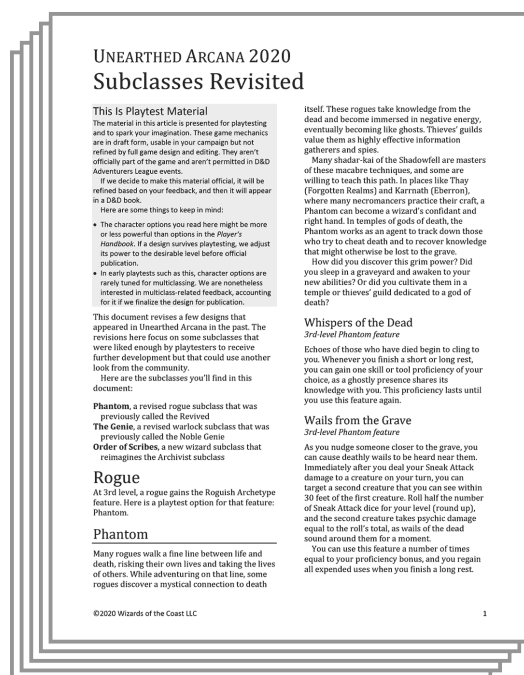 UNEARTHED ARCANA 2020
Subclasses Revisited
This Is Playtest Material
The material in this article is presented for playtesting
and to spark your imagination. These game mechanics
are in draft form, usable in your campaign but not
refined by full game design and editing. They aren't
officially part of the game and aren't permitted in D&D
Adventurers League events.
If we decide to make this material official, it will be
refined based on your feedback, and then it will appear
in a D&D book.
Here are some things to keep in mind:
• The character options you read here might be more
or less powerful than options in the Player's
Handbook. If a design survives playtesting, we adjust
its power to the desirable level before official
publication.
• In early playtests such as this, character options are
rarely tuned for multiclassing. We are nonetheless
interested in multiclass-related feedback, accounting
for it if we finalize the design for publication.
This document revises a few designs that
appeared in Unearthed Arcana in the past. The
revisions here focus on some subclasses that
were liked enough by playtesters to receive
further development but that could use another
look from the community.
Here are the subclasses you'll find in this
document:
Phantom, a revised rogue subclass that was
previously called the Revived
The Genie, a revised warlock subclass that was
previously called the Noble Genie
Order of Scribes, a new wizard subclass that
reimagines the Archivist subclass
Rogue
At 3rd level, a rogue gains the Roguish Archetype
feature. Here is a playtest option for that feature:
Phantom.
Phantom
Many rogues walk a fine line between life and
death, risking their own lives and taking the lives
of others. While adventuring on that line, some
rogues discover a mystical connection to death
itself. These rogues take knowledge from the
dead and become immersed in negative energy,
eventually becoming like ghosts. Thieves' guilds
value them as highly effective information
gatherers and spies.
Many shadar-kai of the Shadowfell are masters
of these macabre techniques, and some are
willing to teach this path. In places like Thay
(Forgotten Realms) and Karrnath (Eberron),
where many necromancers practice their craft, a
Phantom can become a wizard's confidant and
right hand. In temples of gods of death, the
Phantom works as an agent to track down those
who try to cheat death and to recover knowledge
that might otherwise be lost to the grave.
How did you discover this grim power? Did
you sleep in a graveyard and awaken to your
new abilities? Or did you cultivate them in a
temple or thieves' guild dedicated to a god of
death?
Whispers of the Dead
3rd-level Phantom feature
Echoes of those who have died begin to cling to
you. Whenever you finish a short or long rest,
you can gain one skill or tool proficiency of your
choice, as a ghostly presence shares its
knowledge with you. This proficiency lasts until
you use this feature again.
Wails from the Grave
3rd-level Phantom feature
As you nudge someone closer to the grave, you
can cause deathly wails to be heard near them.
Immediately after you deal your Sneak Attack
damage to a creature on your turn, you can
target a second creature that you can see within
30 feet of the first creature. Roll half the number
of Sneak Attack dice for your level (round up),
and the second creature takes psychic damage
equal to the roll's total, as wails of the dead
sound around them for a moment.
You can use this feature a number of times
equal to your proficiency bonus, and you regain
all expended uses when you finish a long rest.
©2020 Wizards of the Coast LLC
1